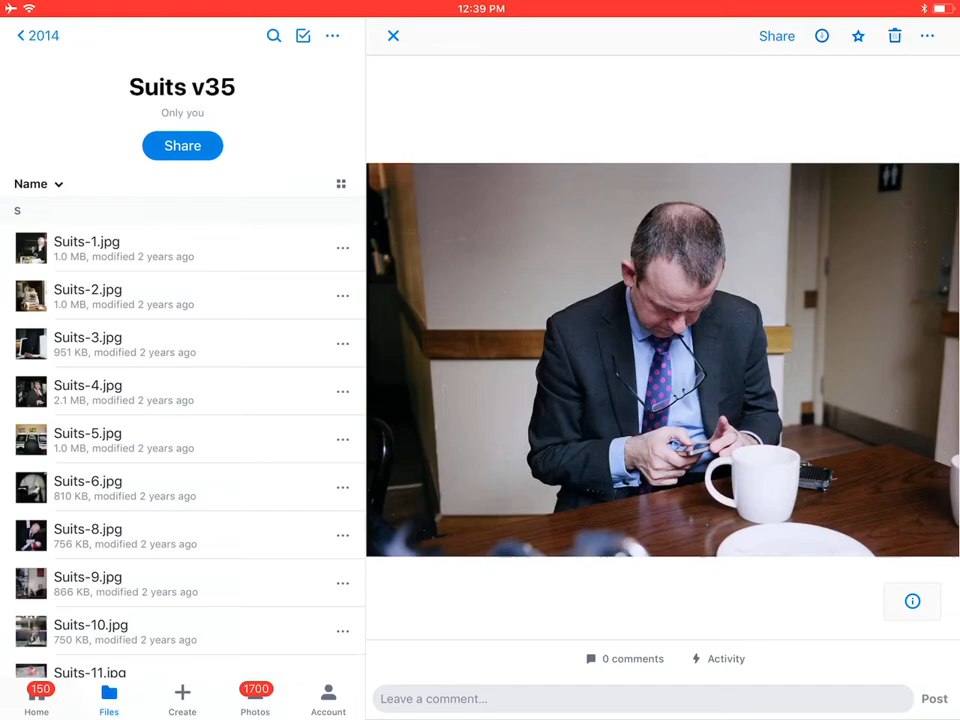 12:39 PM
2014
Share
Suits v35
Only you
Share
Name
S
Suits-1.jpg
1.0 MB, modified 2 years ago
Suits-2.jpg
1.0 MB, modified 2 years ago
Suits-3.jpg
951 KB, modified 2 years ago
Suits-4.jpg
2.1 MB, modified 2 years ago
Suits-5.jpg
1.0 MB, modified 2 years ago
Suits-6.jpg
810 KB, modified 2 years ago
Suits-8.jpg
756 KB, modified 2 years ago
Suits-9.jpg
866 KB, modified 2 years ago
Suits-10.jpg
750 KB, modified 2 years ago
Suits-11.jpg
0 comments
Activity
150
1700
Leave a comment...
Post
Home
Files
Create
Photos
Account